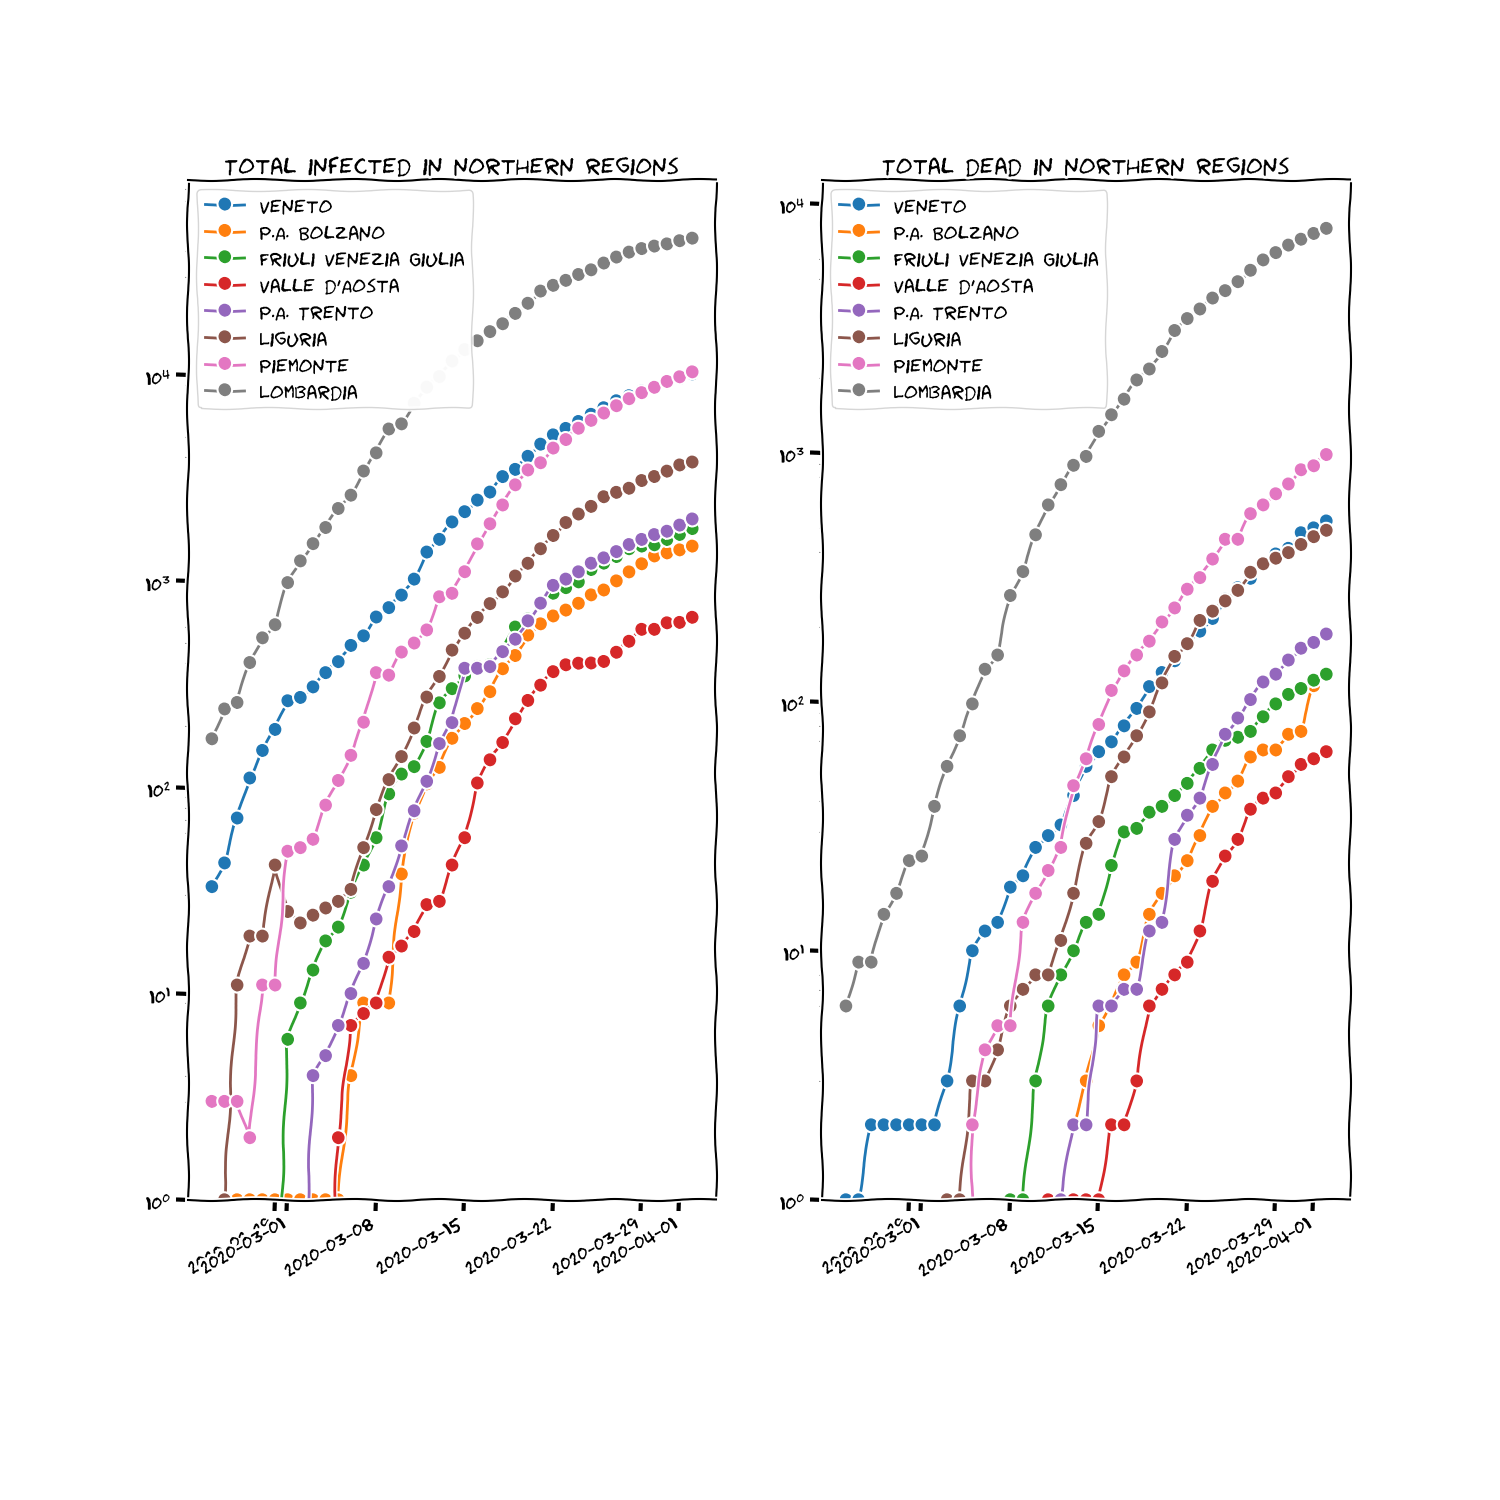 TOTAL INFECTED IN NORTHERN REGIONS
VENETO
P.A. BOLZANO
FRIULI VENEZIA GIULIA
VALLE D'AOSTA
P.A. TRENTO
LIGURIA
PIEMONTE
LOMBARDIA
10⁴
10³
10²
10¹
10⁰
2020-03-01
2020-03-08
2020-03-15
2020-03-22
2020-03-29
2020-04-01
TOTAL DEAD IN NORTHERN REGIONS
VENETO
P.A. BOLZANO
FRIULI VENEZIA GIULIA
VALLE D'AOSTA
P.A. TRENTO
LIGURIA
PIEMONTE
LOMBARDIA
10⁴
10³
10²
10¹
10⁰
2020-03-01
2020-03-08
2020-03-15
2020-03-22
2020-03-29
2020-04-01